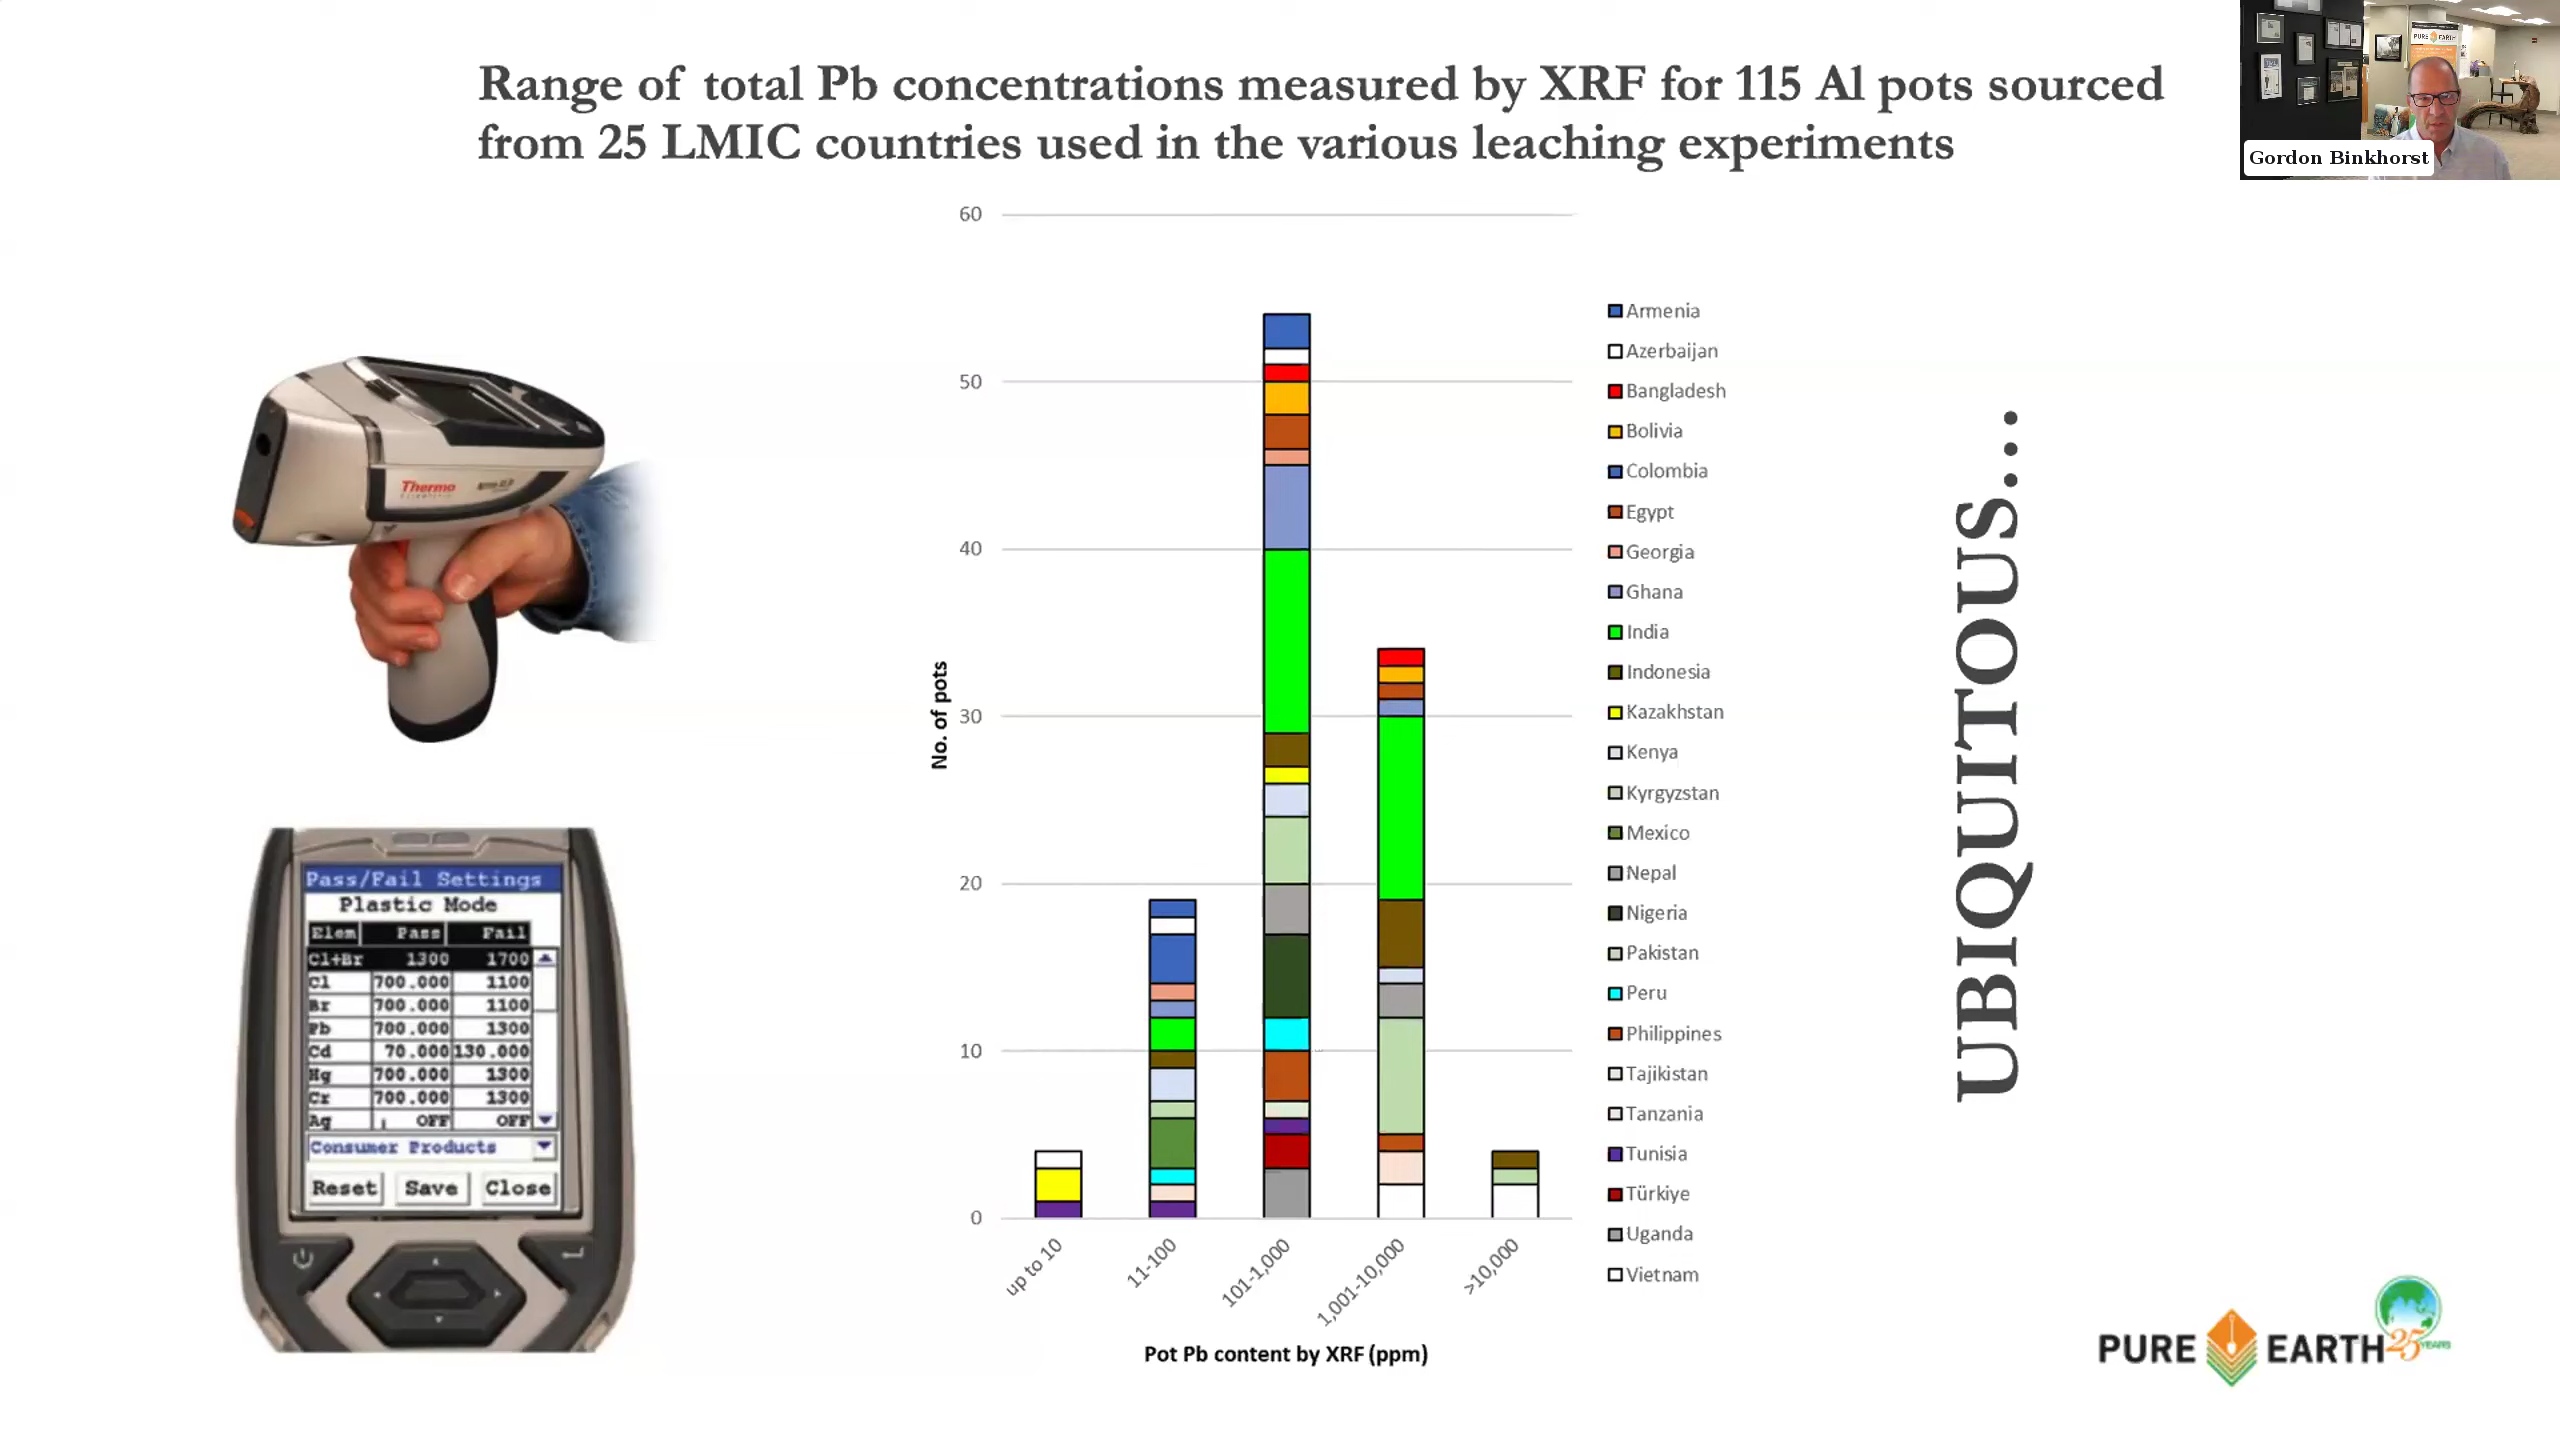 Range of total Pb concentrations measured by XRF for 115 Al pots sourced
from 25 LMIC countries used in the various leaching experiments
PURE EARTH
Gordon Binkhorst
Thermo
Pass/Fail Settings
Plastic Mode
Elem Pass Fail
Cl+Br 1300 1700
Cl 700.000 1100
Br 700.000 1100
Pb 700.000 1300
Cd 70.000 130.000
Hg 700.000 1300
Cr 700.000 1300
Ag OFF OFF
Consumer Products
Reset Save Close
No. of pots
60
50
40
30
20
10
0
up to 10
11-100
101-1,000
1,001-10,000
>10,000
Pot Pb content by XRF (ppm)
Armenia
Azerbaijan
Bangladesh
Bolivia
Colombia
Egypt
Georgia
Ghana
India
Indonesia
Kazakhstan
Kenya
Kyrgyzstan
Mexico
Nepal
Nigeria
Pakistan
Peru
Philippines
Tajikistan
Tanzania
Tunisia
Türkiye
Uganda
Vietnam
UBIQUITOUS...
PURE EARTH
25 YEARS